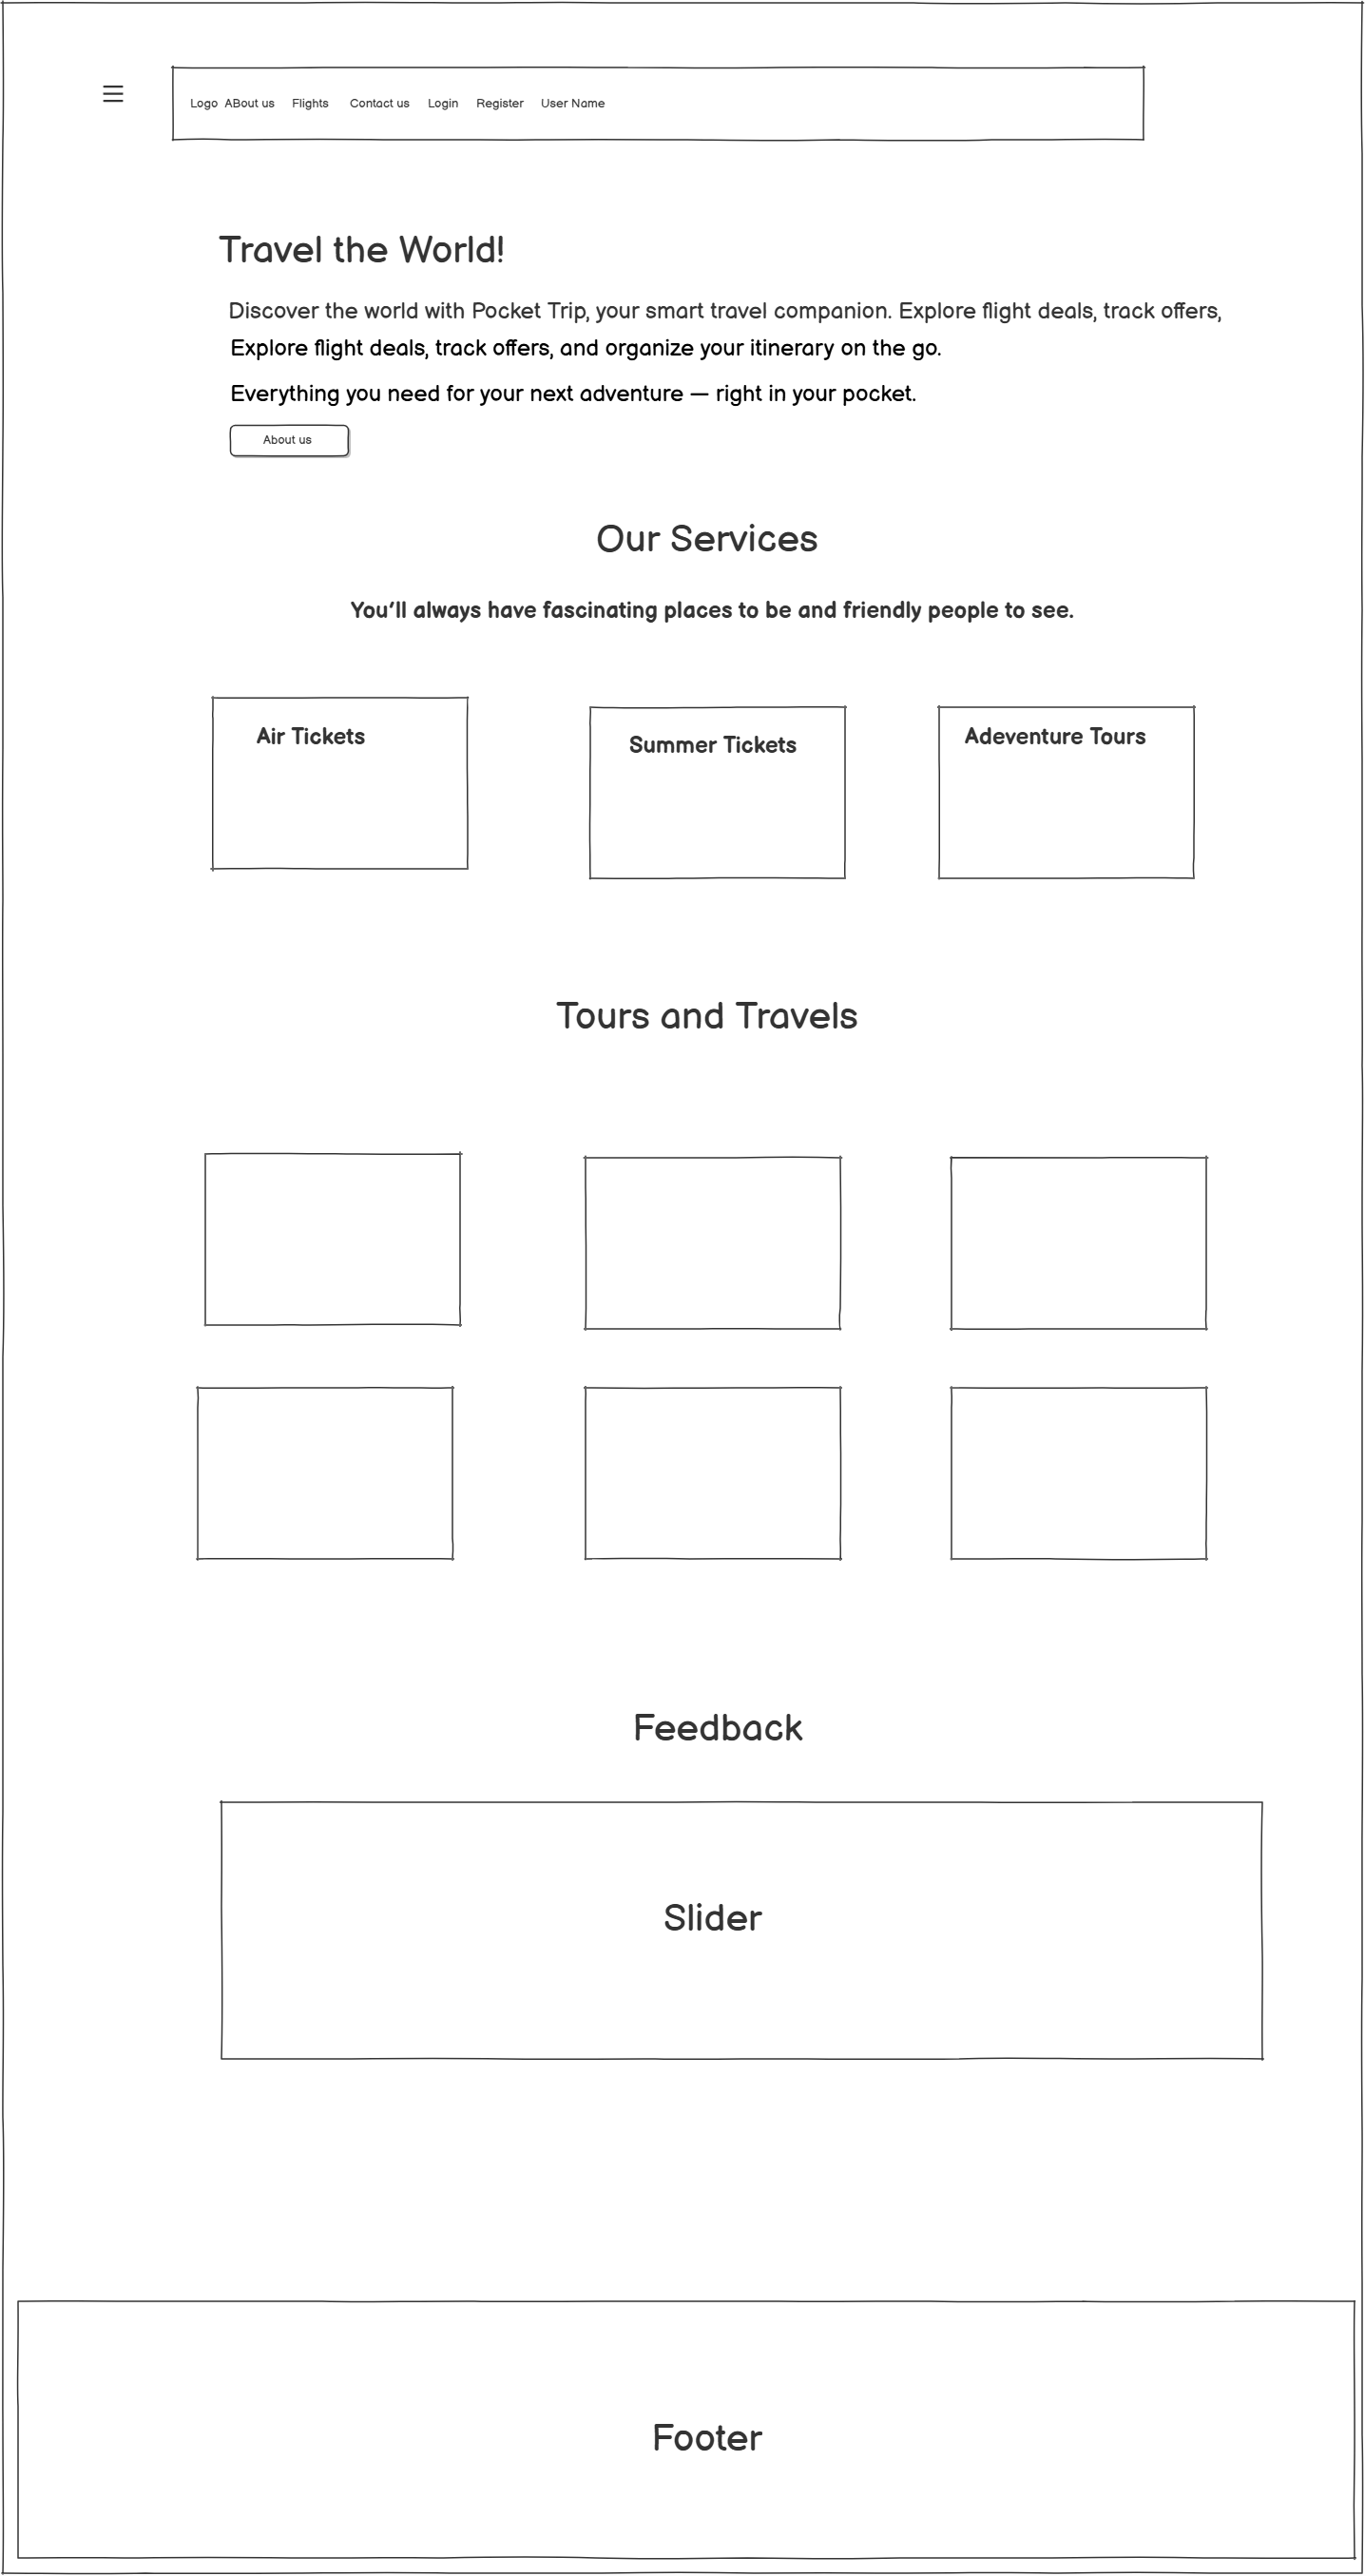 Logo ABout us Flights Contact us Login Register User Name
Travel the World!
Discover the world with Pocket Trip, your smart travel companion. Explore flight deals, track offers,
Explore flight deals, track offers, and organize your itinerary on the go.
Everything you need for your next adventure — right in your pocket.
About us
Our Services
You’ll always have fascinating places to be and friendly people to see.
Air Tickets
Summer Tickets
Adeventure Tours
Tours and Travels
Feedback
Slider
Footer